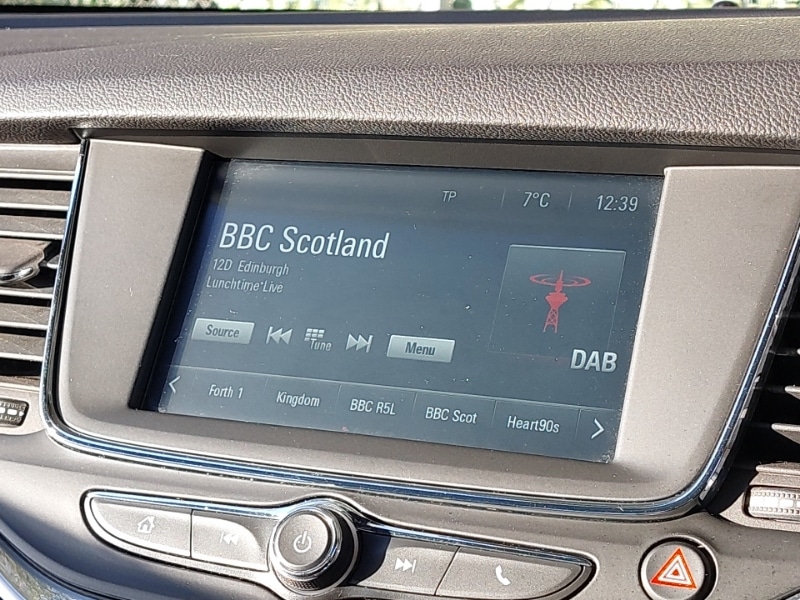 TP 7°C 12:39
BBC Scotland
12D Edinburgh
Lunchtime Live
Source Tune Menu
DAB
Forth 1 Kingdom BBC R5L BBC Scot Heart90s